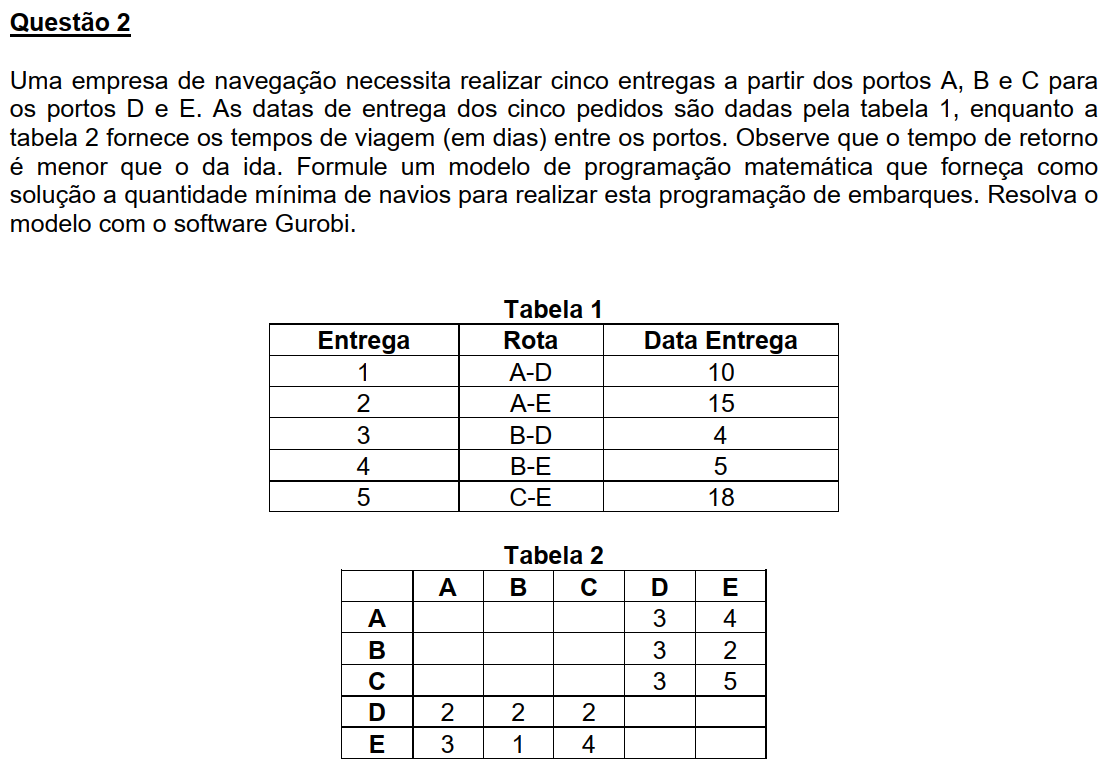 Questão 2
Uma empresa de navegação necessita realizar cinco entregas a partir dos portos A, B e C para
os portos D e E. As datas de entrega dos cinco pedidos são dadas pela tabela 1, enquanto a
tabela 2 fornece os tempos de viagem (em dias) entre os portos. Observe que o tempo de retorno
é menor que o da ida. Formule um modelo de programação matemática que forneça como
solução a quantidade mínima de navios para realizar esta programação de embarques. Resolva o
modelo com o software Gurobi.
Tabela 1
Entrega Rota Data Entrega
1 A-D 10
2 A-E 15
3 B-D 4
4 B-E 5
5 C-E 18
Tabela 2
A B C D E
A 3 4
B 3 2
C 3 5
D 2 2 2
E 3 1 4